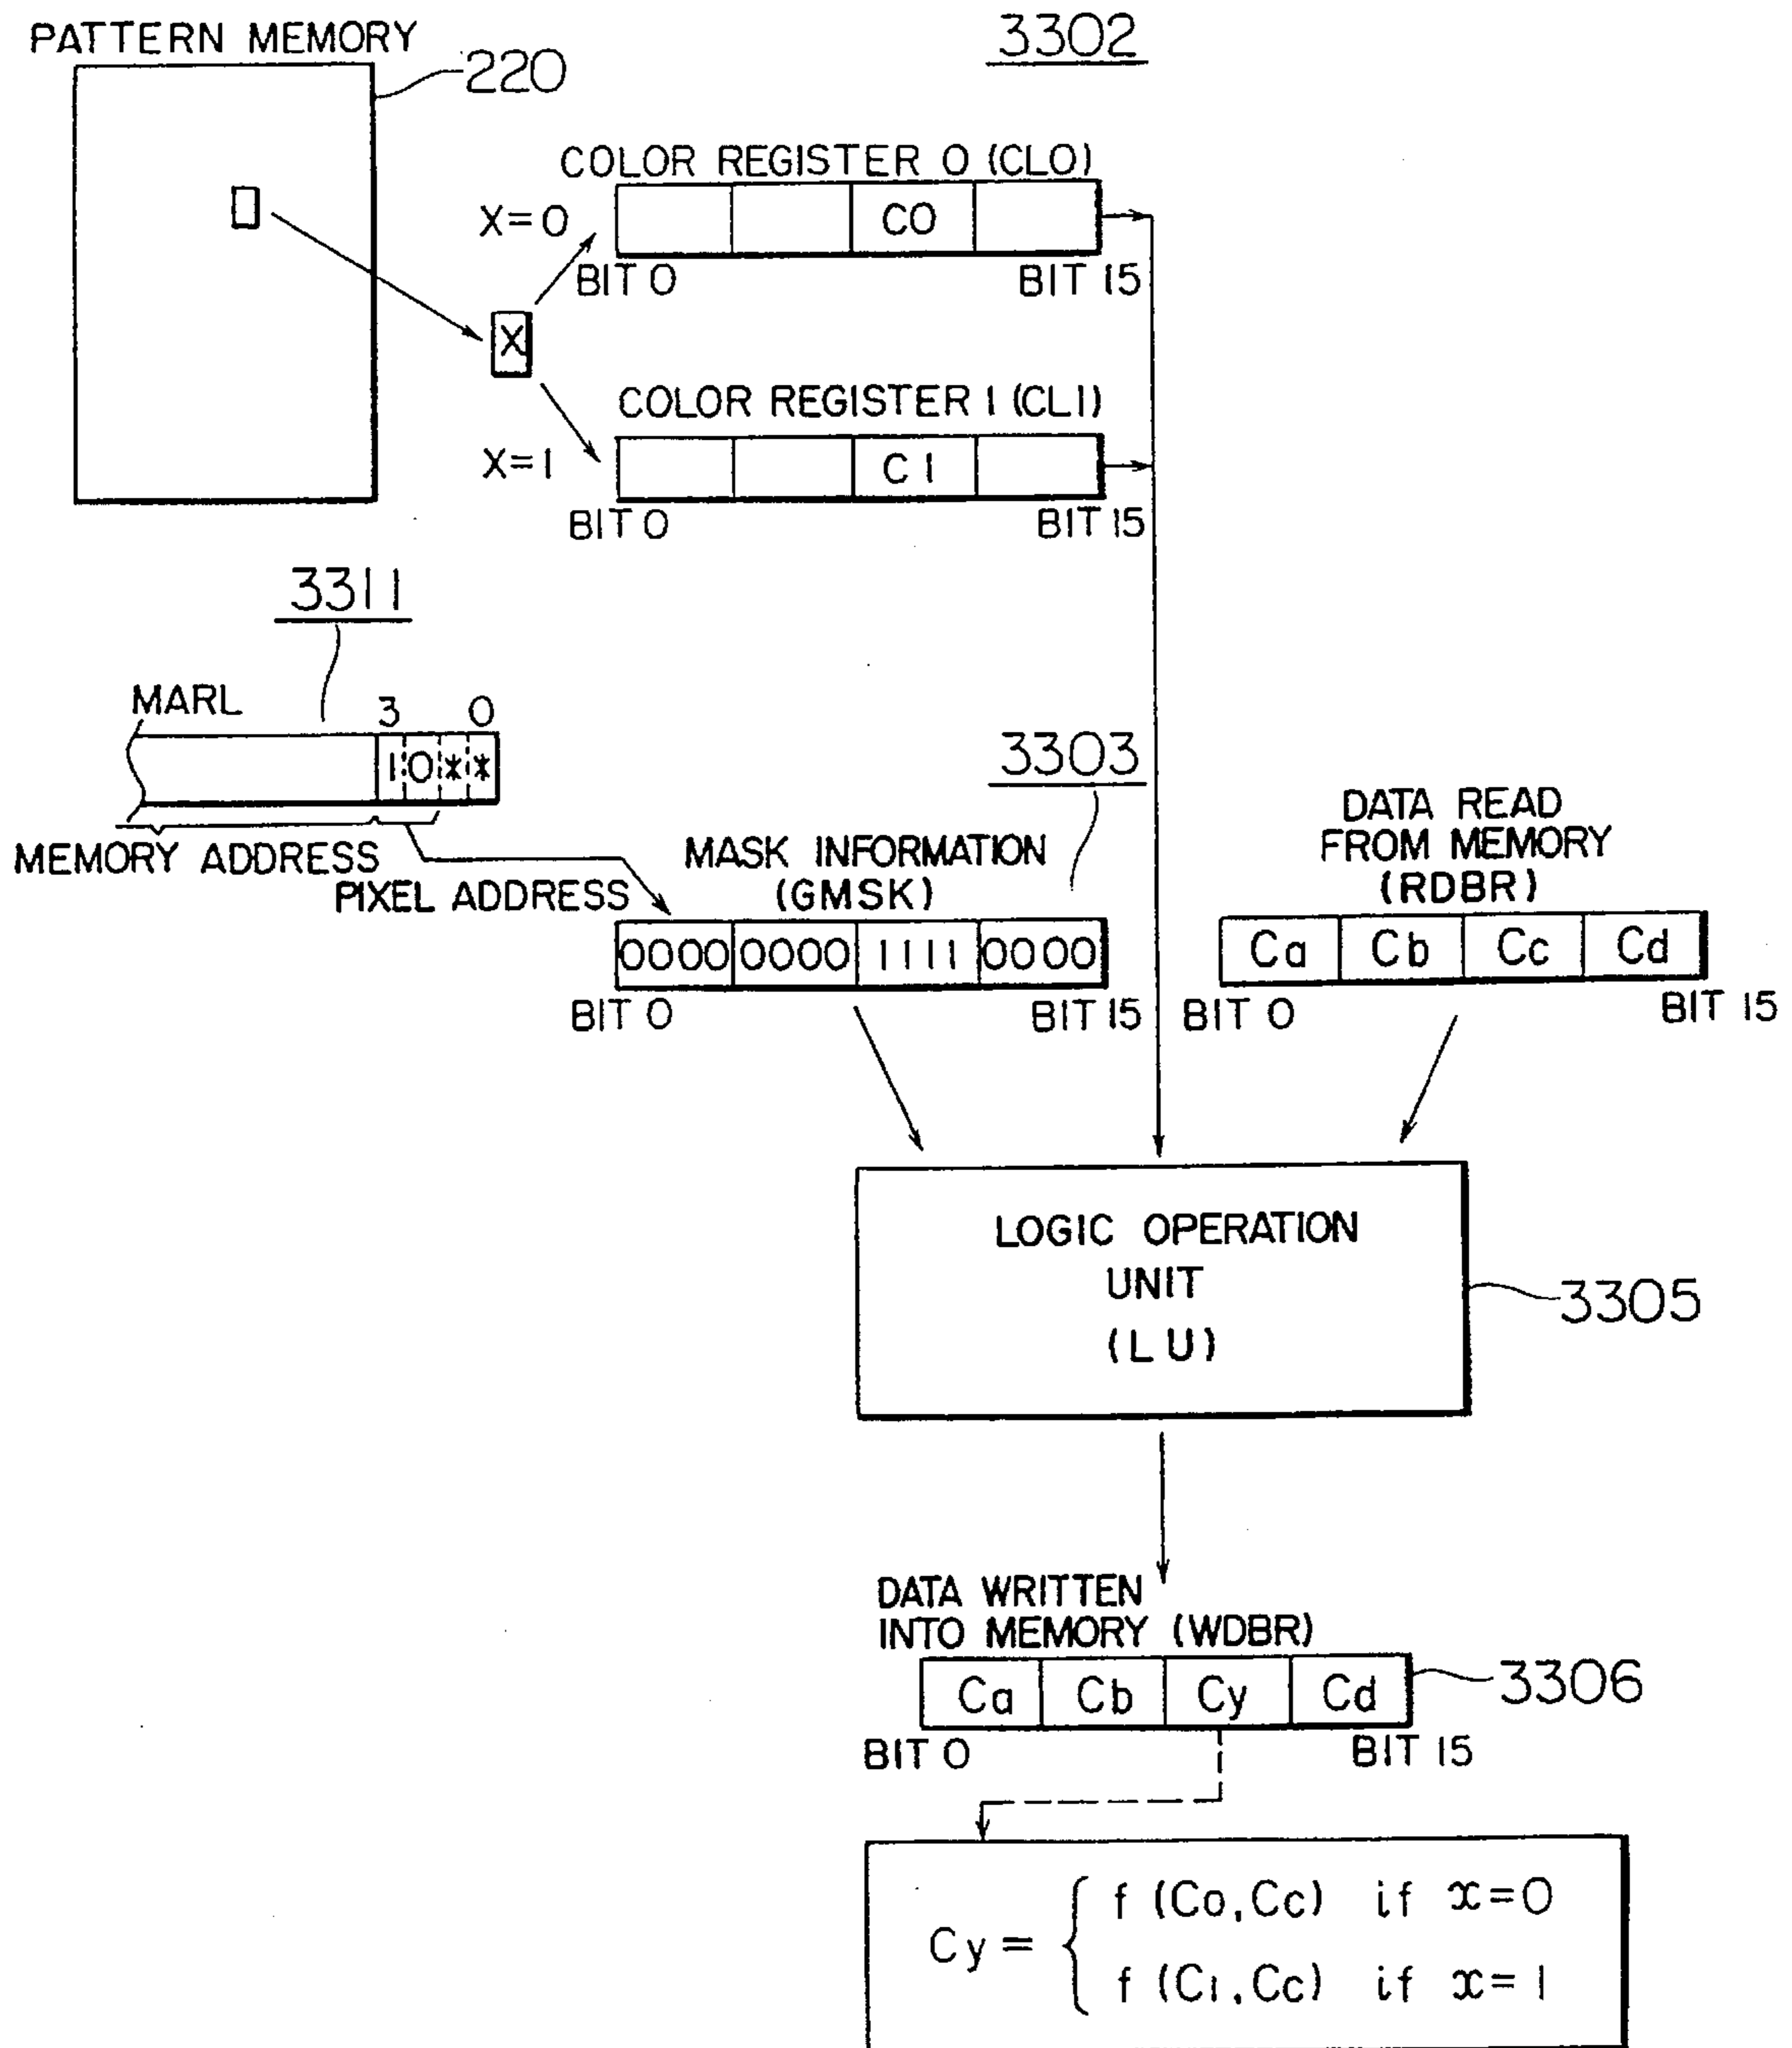 PATTERN MEMORY
220
3302
COLOR REGISTER 0 (CL0)
X=0
C0
BIT 0
BIT 15
X
COLOR REGISTER 1 (CL1)
X=1
C1
BIT 0
BIT 15
3311
MARL
3
0
1 0 * *
MEMORY ADDRESS
PIXEL ADDRESS
3303
MASK INFORMATION
(GMSK)
0000 0000 1111 0000
BIT 0
BIT 15
DATA READ
FROM MEMORY
(RDBR)
Ca Cb Cc Cd
BIT 0
BIT 15
LOGIC OPERATION
UNIT
(LU)
3305
DATA WRITTEN
INTO MEMORY (WDBR)
Ca Cb Cy Cd
3306
BIT 0
BIT 15
Cy = { f (C0, Cc) if x=0
f (C1, Cc) if x=1